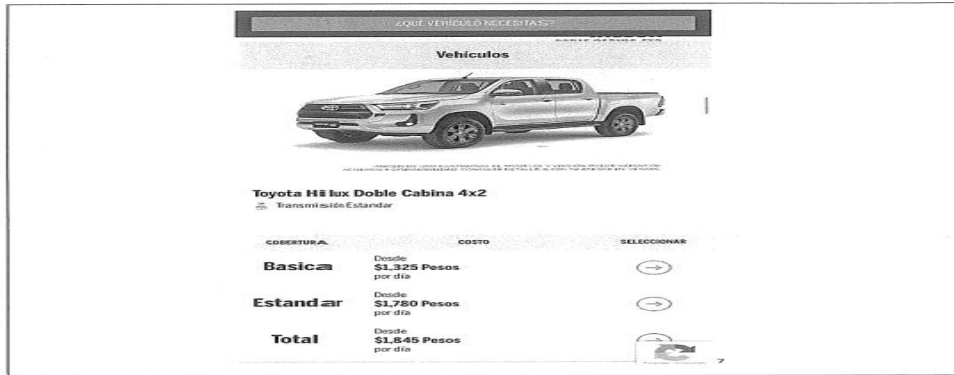 ¿QUÉ VEHÍCULO NECESITAS?
Vehículos
Toyota Hilux Doble Cabina 4x2
Transmisión Estandar
COBERTURA COSTO SELECCIONAR
Basica
Desde
$1,325 Pesos
por día
Estandar
Desde
$1,780 Pesos
por día
Total
Desde
$1,845 Pesos
por día
7